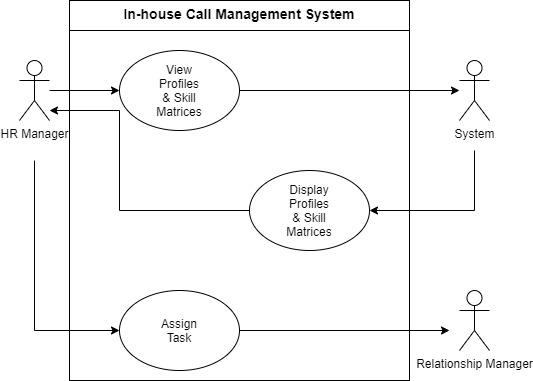 In-house Call Management System
View
Profiles
& Skill
Matrices
HR Manager
System
Display
Profiles
& Skill
Matrices
Assign
Task
Relationship Manager